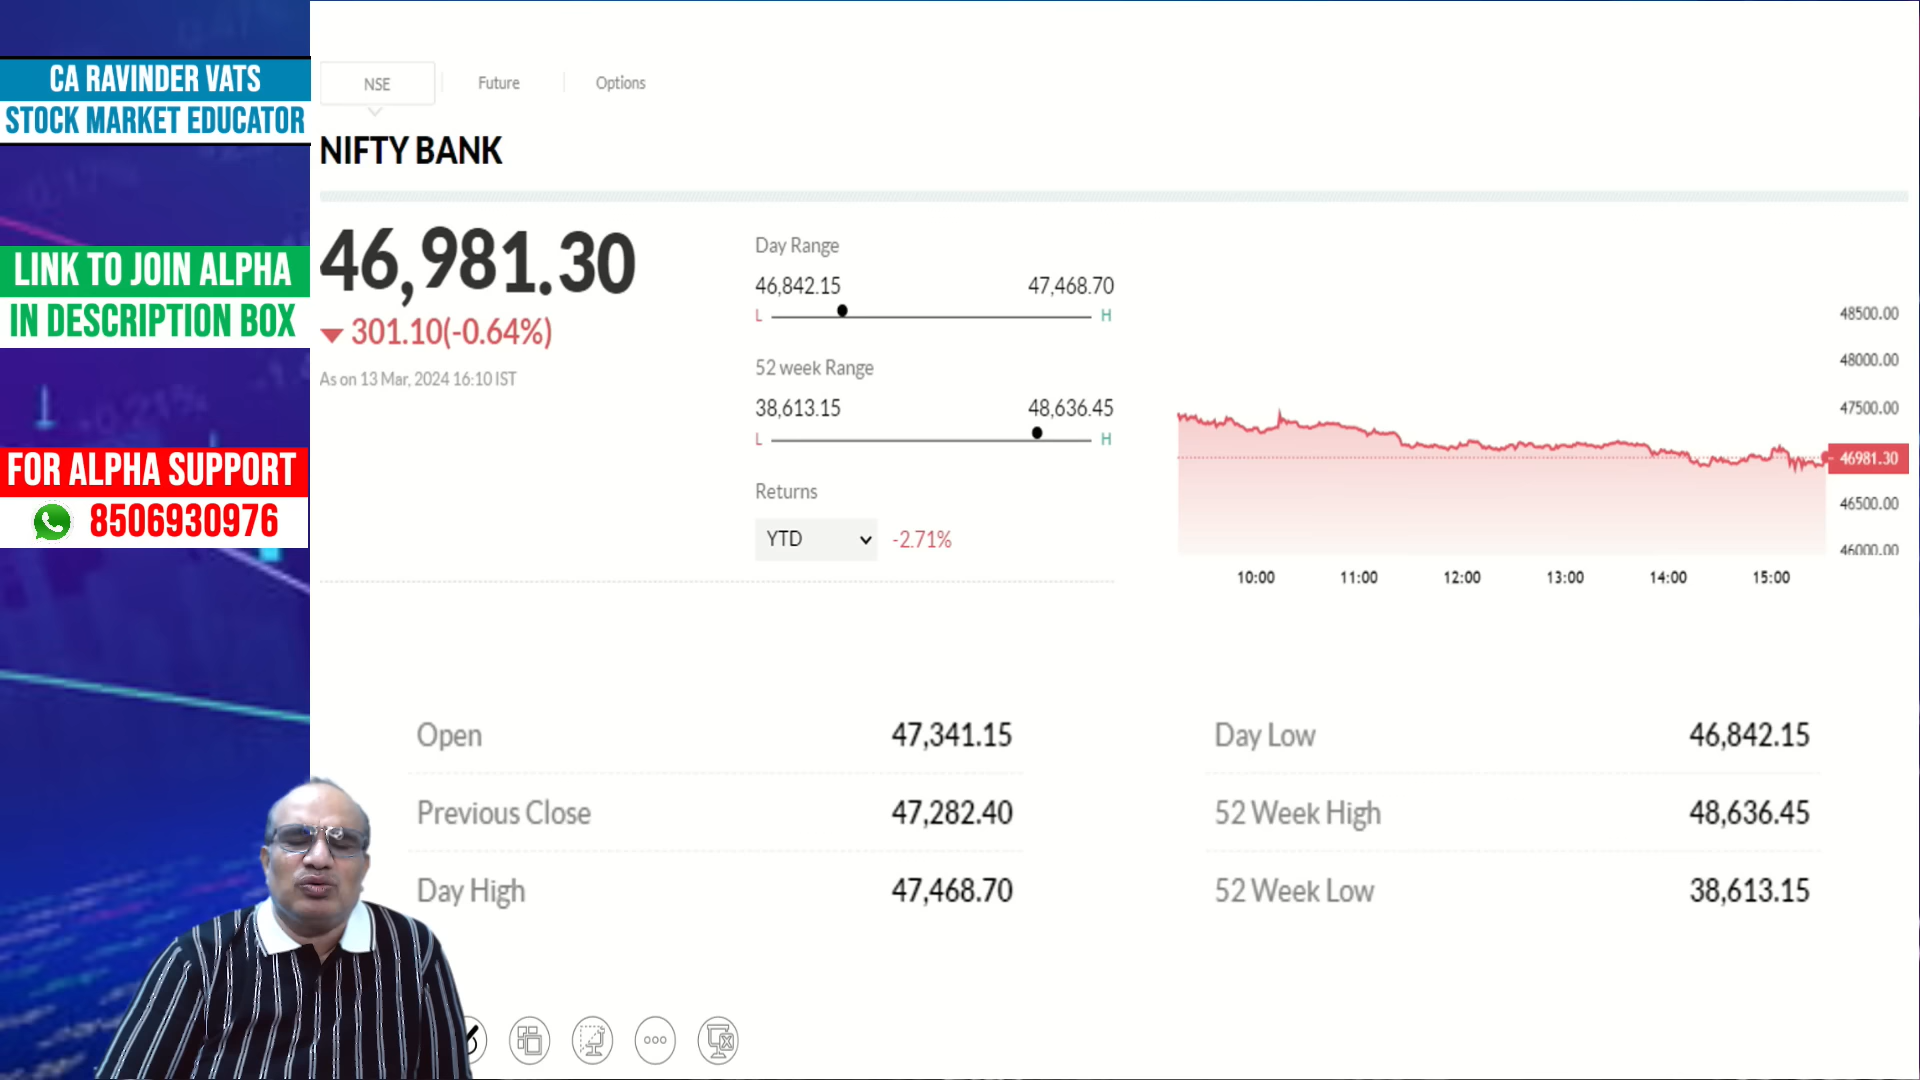 CA RAVINDER VATS
STOCK MARKET EDUCATOR
LINK TO JOIN ALPHA
IN DESCRIPTION BOX
FOR ALPHA SUPPORT
8506930976
NSE
Future
Options
NIFTY BANK
46,981.30
301.10(-0.64%)
As on 13 Mar, 2024 16:10 IST
Day Range
46,842.15 47,468.70
L H
52 week Range
38,613.15 48,636.45
L H
Returns
YTD -2.71%
48500.00
48000.00
47500.00
46981.30
46500.00
46000.00
10:00 11:00 12:00 13:00 14:00 15:00
Open 47,341.15
Previous Close 47,282.40
Day High 47,468.70
Day Low 46,842.15
52 Week High 48,636.45
52 Week Low 38,613.15